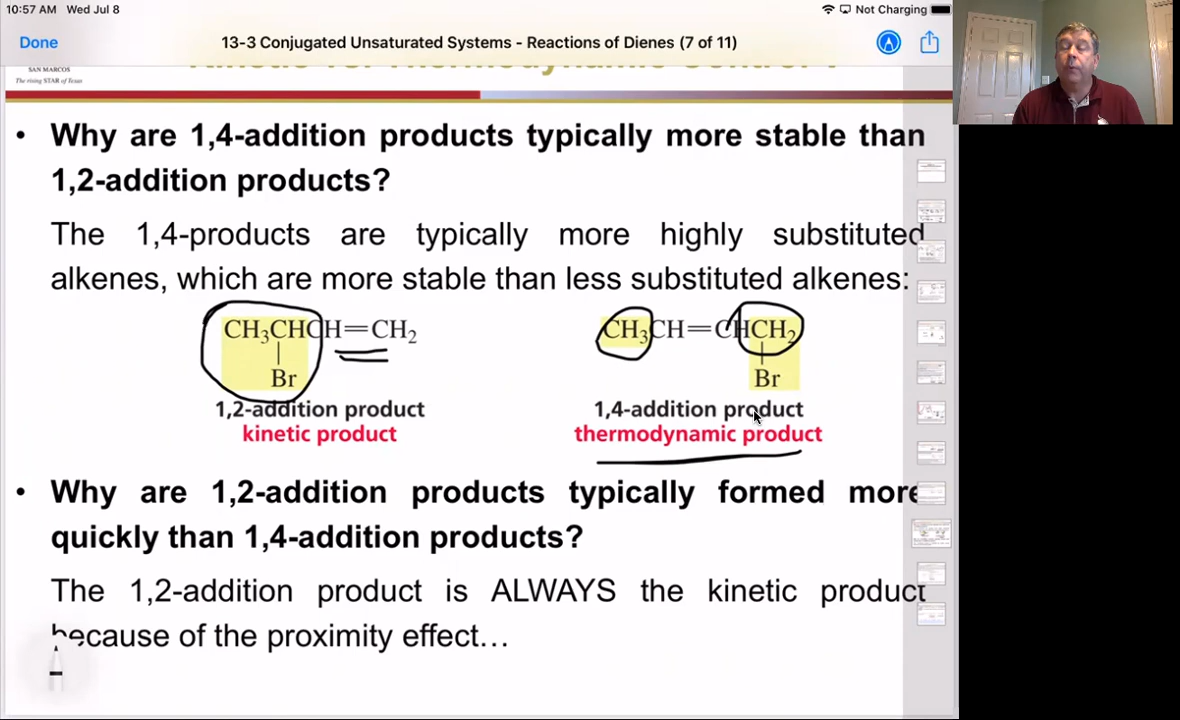 10:57 AM Wed Jul 8
Not Charging
Done
13-3 Conjugated Unsaturated Systems - Reactions of Dienes (7 of 11)
SAN MARCOS
The rising STAR of Texas
• Why are 1,4-addition products typically more stable than
1,2-addition products?
The 1,4-products are typically more highly substituted
alkenes, which are more stable than less substituted alkenes:
CH₃CHCH=CH₂
Br
1,2-addition product
kinetic product
CH₃CH=CHCH₂
Br
1,4-addition product
thermodynamic product
• Why are 1,2-addition products typically formed more
quickly than 1,4-addition products?
The 1,2-addition product is ALWAYS the kinetic product
because of the proximity effect…